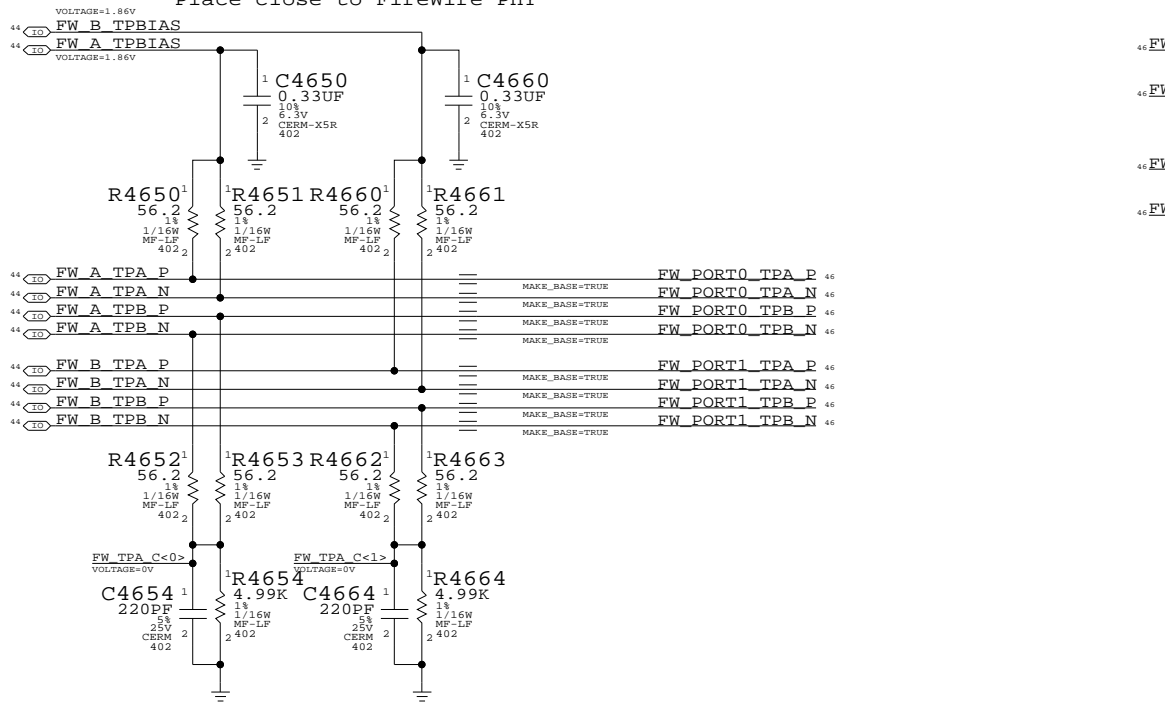 Place close to FireWire PHY
VOLTAGE=1.86V
44 IO FW_B_TPBIAS
44 IO FW_A_TPBIAS
VOLTAGE=1.86V
1 C4650
0.33UF
10%
6.3V
2 CERM-X5R
402
1 C4660
0.33UF
10%
6.3V
2 CERM-X5R
402
R4650 1
56.2
1%
1/16W
MF-LF
402 2
1 R4651
56.2
1%
1/16W
MF-LF
2 402
R4660 1
56.2
1%
1/16W
MF-LF
402 2
1 R4661
56.2
1%
1/16W
MF-LF
2 402
44 IO FW_A_TPA_P FW_PORT0_TPA_P 46
MAKE_BASE=TRUE
44 IO FW_A_TPA_N FW_PORT0_TPA_N 46
MAKE_BASE=TRUE
44 IO FW_A_TPB_P FW_PORT0_TPB_P 46
MAKE_BASE=TRUE
44 IO FW_A_TPB_N FW_PORT0_TPB_N 46
MAKE_BASE=TRUE
44 IO FW_B_TPA_P FW_PORT1_TPA_P 46
MAKE_BASE=TRUE
44 IO FW_B_TPA_N FW_PORT1_TPA_N 46
MAKE_BASE=TRUE
44 IO FW_B_TPB_P FW_PORT1_TPB_P 46
MAKE_BASE=TRUE
44 IO FW_B_TPB_N FW_PORT1_TPB_N 46
MAKE_BASE=TRUE
R4652 1
56.2
1%
1/16W
MF-LF
402 2
1 R4653
56.2
1%
1/16W
MF-LF
2 402
R4662 1
56.2
1%
1/16W
MF-LF
402 2
1 R4663
56.2
1%
1/16W
MF-LF
2 402
FW_TPA_C<0>
VOLTAGE=0V
FW_TPA_C<1>
VOLTAGE=0V
C4654 1
220PF
5%
25V
CERM 2
402
1 R4654
4.99K
1%
1/16W
MF-LF
2 402
C4664 1
220PF
5%
25V
CERM 2
402
1 R4664
4.99K
1%
1/16W
MF-LF
2 402
46
46
46
46